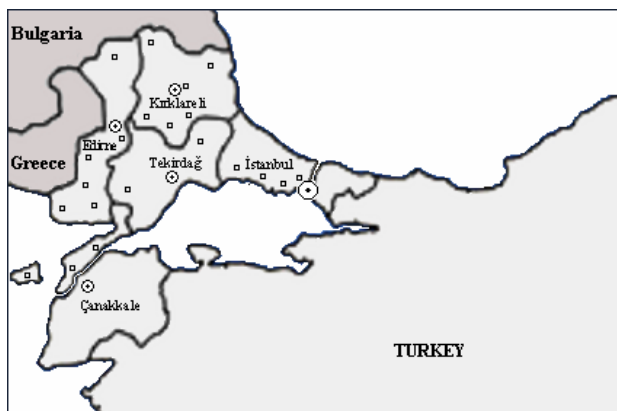 Bulgaria
Kırklareli
Edirne
Greece
Tekirdağ
İstanbul
Çanakkale
TURKEY